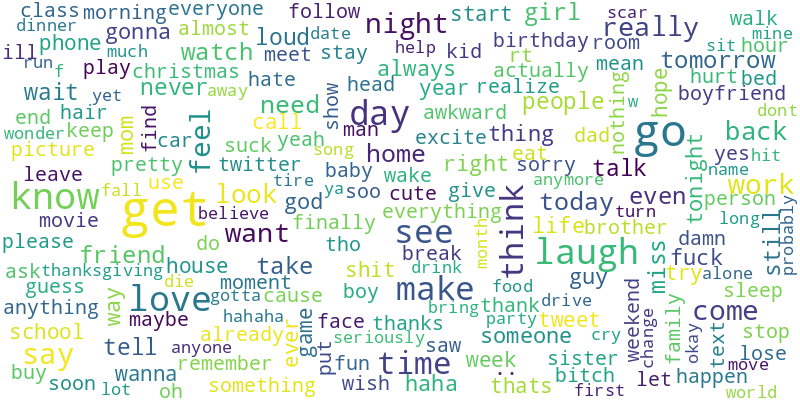 class morning everyone follow start girl scar walk
dinner gonna almost loud date night birthday room really mine
phone watch meet stay help kid rt mean sit hour
ill much actually tomorrow
run play christmas hate head always year realize hurt bed
f never away boyfriend
wait yet need show awkward people w hope dont
hair day nothing
end mom find call man excite thing dad go back
wonder keep car suck yeah song yes hit
picture feel home right eat sorry talk tonight name
leave pretty twitter baby wake anymore
know use tire ya soo cute give even work
fall get look god think today turn person long
movie believe finally everything life brother probably
please do want tho see laugh damn still
friend break month guy fuck
ask thanksgiving house take shit drink miss try alone
guess die moment food sleep
way love gotta cause boy make drive weekend
anything hahaha bring thank come
school maybe already face thanks party tweet change family okay text stop
say tell anyone ever game put seriously saw someone cry
remember fun time week sister lose
buy wanna .. bitch happen move
soon something wish haha thats let
lot oh first world